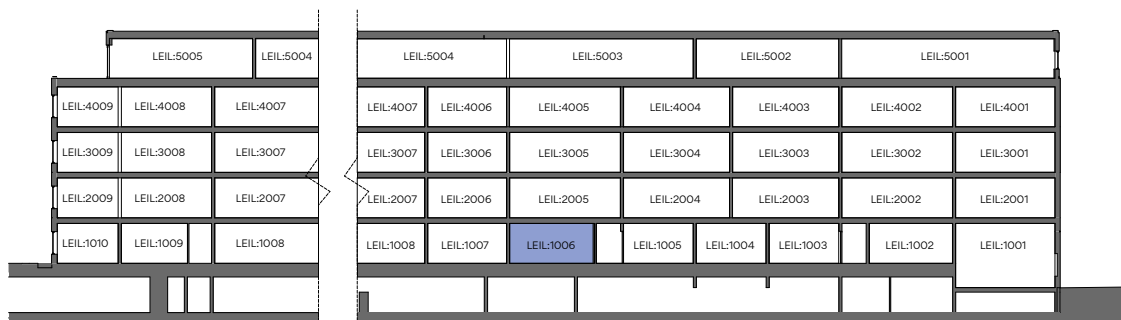 LEIL:5005 LEIL:5004 LEIL:5004 LEIL:5003 LEIL:5002 LEIL:5001
LEIL:4009 LEIL:4008 LEIL:4007 LEIL:4007 LEIL:4006 LEIL:4005 LEIL:4004 LEIL:4003 LEIL:4002 LEIL:4001
LEIL:3009 LEIL:3008 LEIL:3007 LEIL:3007 LEIL:3006 LEIL:3005 LEIL:3004 LEIL:3003 LEIL:3002 LEIL:3001
LEIL:2009 LEIL:2008 LEIL:2007 LEIL:2007 LEIL:2006 LEIL:2005 LEIL:2004 LEIL:2003 LEIL:2002 LEIL:2001
LEIL:1010 LEIL:1009 LEIL:1008 LEIL:1008 LEIL:1007 LEIL:1006 LEIL:1005 LEIL:1004 LEIL:1003 LEIL:1002 LEIL:1001